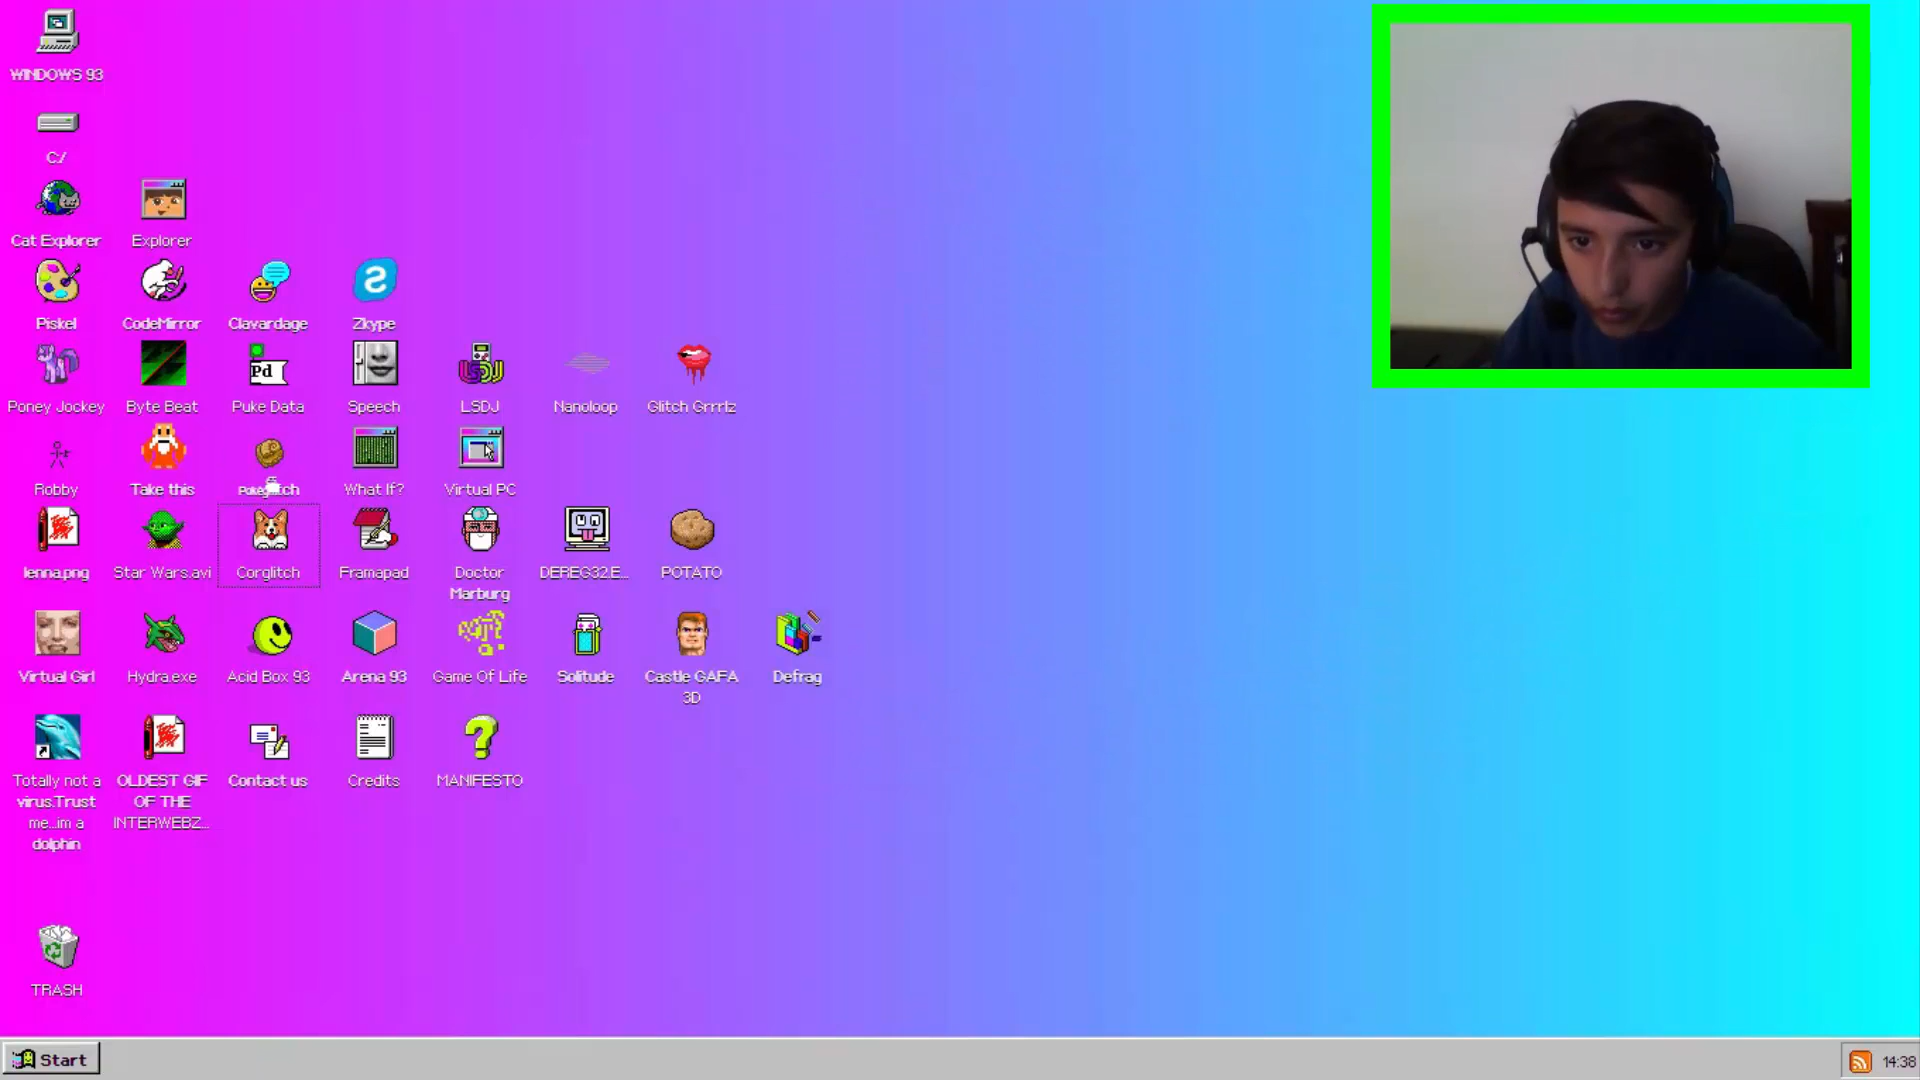 WINDOWS 93
C:/
Cat Explorer Explorer
Piskel CodeMirror Clavardage Zkype
Pd
LSDJ
Poney Jockey Byte Beat Puke Data Speech LSDJ Nanoloop Glitch Grrrlz
Robby Take this What If? Virtual PC
lenna.png Star Wars.avi Corglitch Framapad Doctor Marburg DEREG32.E... POTATO
Virtual Girl Hydra.exe Acid Box 93 Arena 93 Game Of Life Solitude Castle GAFA 3D Defrag
Totally not a virus.Trust me...im a dolphin
OLDEST GIF OF THE INTERWEBZ...
Contact us Credits MANIFESTO
TRASH
Start 14:38